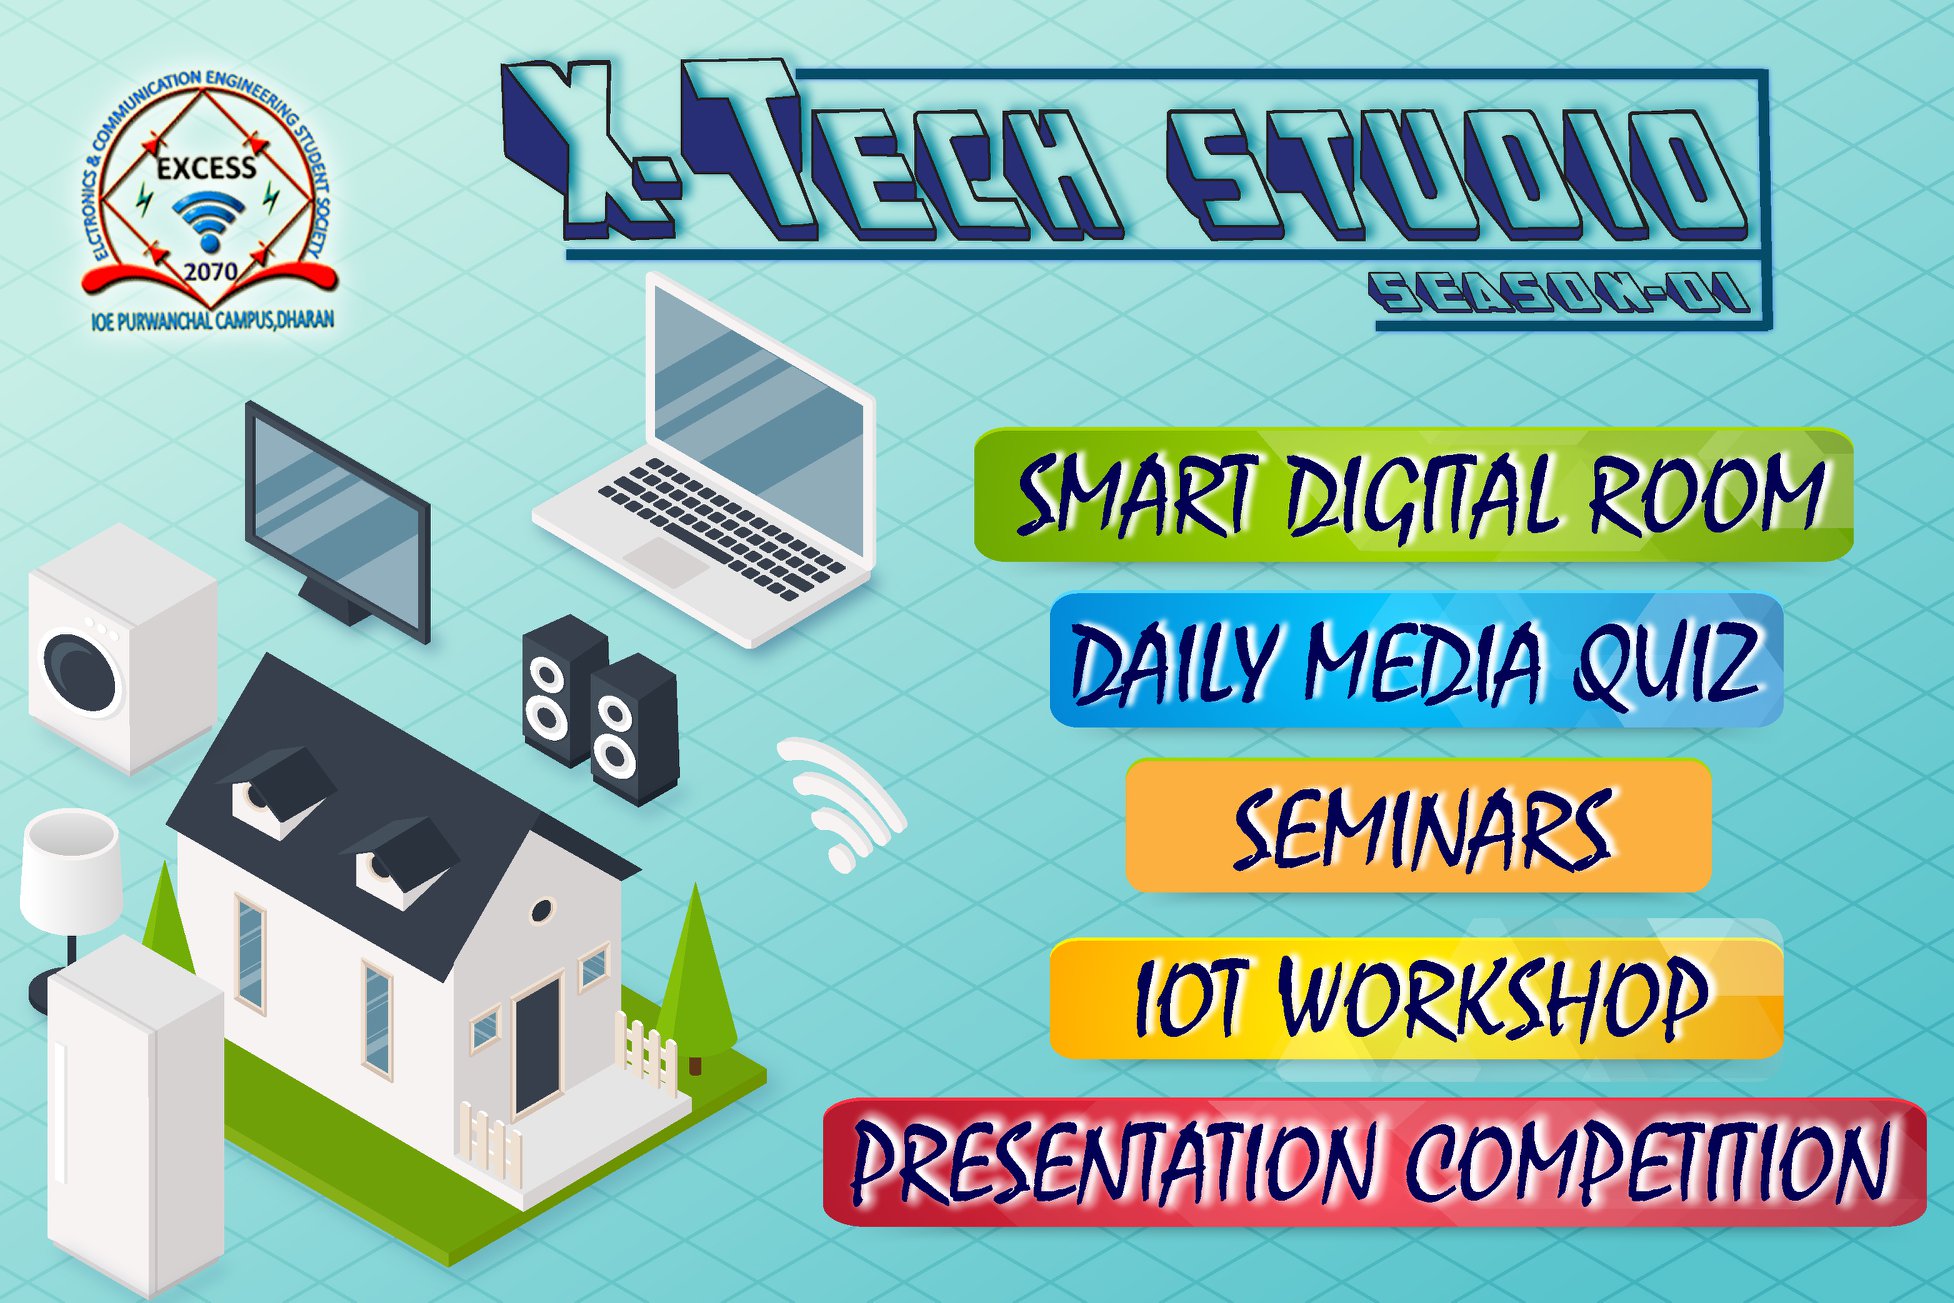 ELCTRONICS & COMMUNICATION ENGINEERING STUDENT SOCIETY
EXCESS
2070
IOE PURWANCHAL CAMPUS,DHARAN
X-TECH STUDIO
SEASON-01
SMART DIGITAL ROOM
DAILY MEDIA QUIZ
SEMINARS
IOT WORKSHOP
PRESENTATION COMPETITION